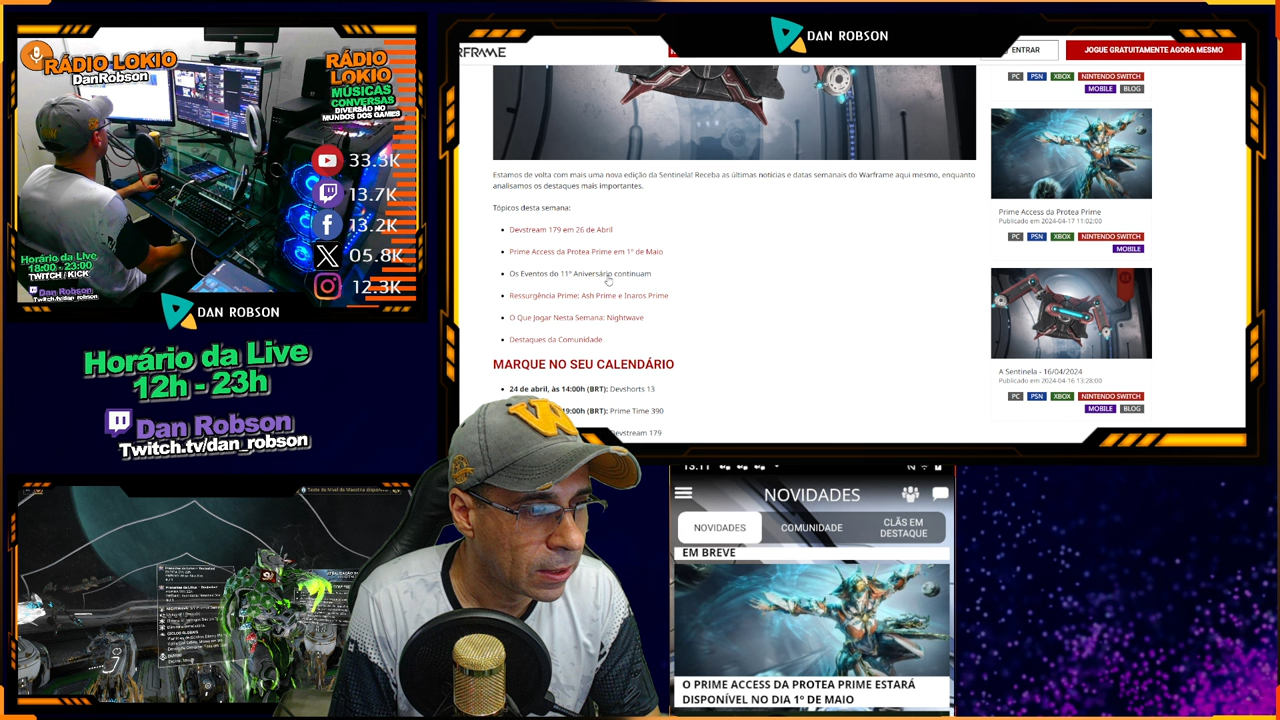 RÁDIO LOKIO
DanRobson
RÁDIO
LOKIO
MÚSICAS
CONVERSAS
DIVERSÃO NO
MUNDOS DOS GAMES
33.3K
13.7K
13.2K
05.8K
12.3K
Horário da Live
18:00 - 23:00
TWITCH / KICK
Dan Robson
Twitch.tv/dan_robson
DAN ROBSON
Horário da Live
12h - 23h
Dan Robson
Twitch.tv/dan_robson
DAN ROBSON
RFRAME
ENTRAR
JOGUE GRATUITAMENTE AGORA MESMO
Estamos de volta com mais uma nova edição da Sentinela! Receba as últimas notícias e datas semanais do Warframe aqui mesmo, enquanto
analisamos os destaques mais importantes.
Tópicos desta semana:
Devstream 179 em 26 de Abril
Prime Access da Protea Prime em 1º de Maio
Os Eventos do 11º Aniversário continuam
Ressurgência Prime: Ash Prime e Inaros Prime
O Que Jogar Nesta Semana: Nightwave
Destaques da Comunidade
MARQUE NO SEU CALENDÁRIO
24 de abril, às 14:00h (BRT): Devshorts 13
19:00h (BRT): Prime Time 390
Devstream 179
PC PSN XBOX NINTENDO SWITCH
MOBILE BLOG
Prime Access da Protea Prime
Publicado em 2024-04-17 11:02:00
PC PSN XBOX NINTENDO SWITCH
MOBILE
A Sentinela - 16/04/2024
Publicado em 2024-04-16 13:28:00
PC PSN XBOX NINTENDO SWITCH
MOBILE BLOG
W
13:11
NOVIDADES
NOVIDADES
COMUNIDADE
CLÃS EM
DESTAQUE
EM BREVE
O PRIME ACCESS DA PROTEA PRIME ESTARÁ
DISPONÍVEL NO DIA 1º DE MAIO